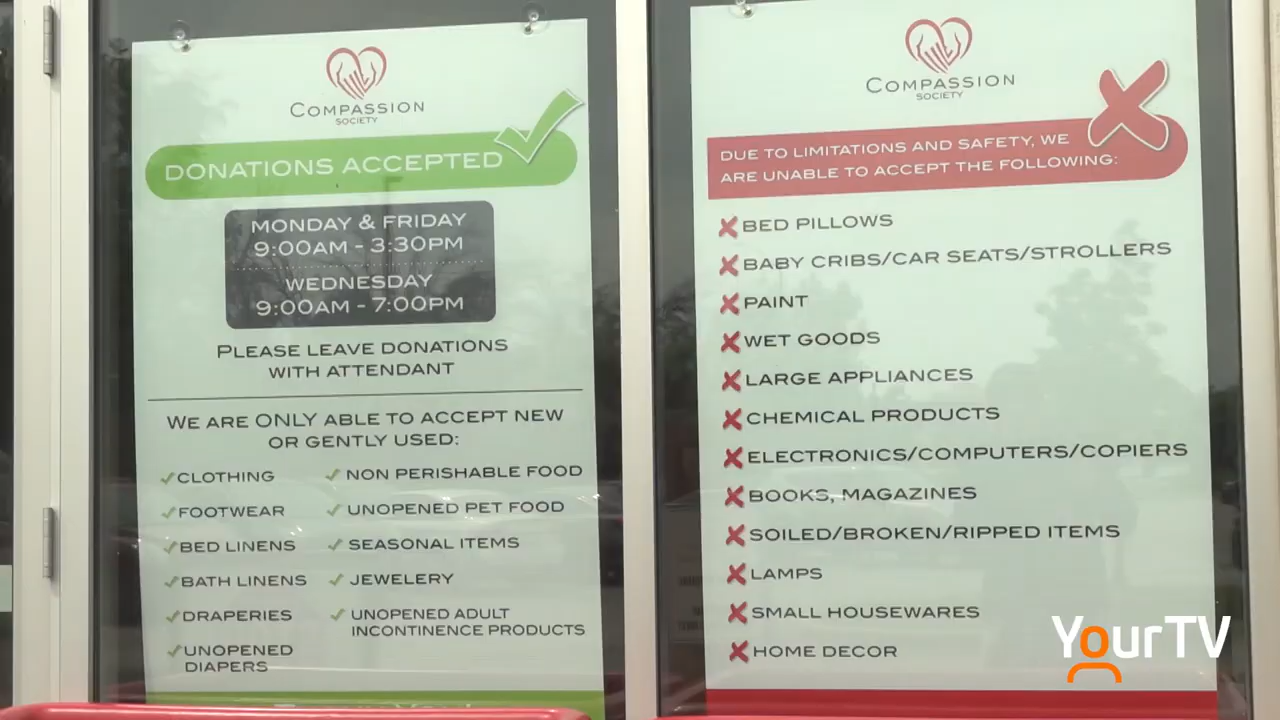 COMPASSION
SOCIETY
DONATIONS ACCEPTED
MONDAY & FRIDAY
9:00AM - 3:30PM
WEDNESDAY
9:00AM - 7:00PM
PLEASE LEAVE DONATIONS
WITH ATTENDANT
WE ARE ONLY ABLE TO ACCEPT NEW
OR GENTLY USED:
CLOTHING
FOOTWEAR
BED LINENS
BATH LINENS
DRAPERIES
UNOPENED
DIAPERS
NON PERISHABLE FOOD
UNOPENED PET FOOD
SEASONAL ITEMS
JEWELERY
UNOPENED ADULT
INCONTINENCE PRODUCTS
COMPASSION
SOCIETY
DUE TO LIMITATIONS AND SAFETY, WE
ARE UNABLE TO ACCEPT THE FOLLOWING:
BED PILLOWS
BABY CRIBS/CAR SEATS/STROLLERS
PAINT
WET GOODS
LARGE APPLIANCES
CHEMICAL PRODUCTS
ELECTRONICS/COMPUTERS/COPIERS
BOOKS, MAGAZINES
SOILED/BROKEN/RIPPED ITEMS
LAMPS
SMALL HOUSEWARES
HOME DECOR
YourTV